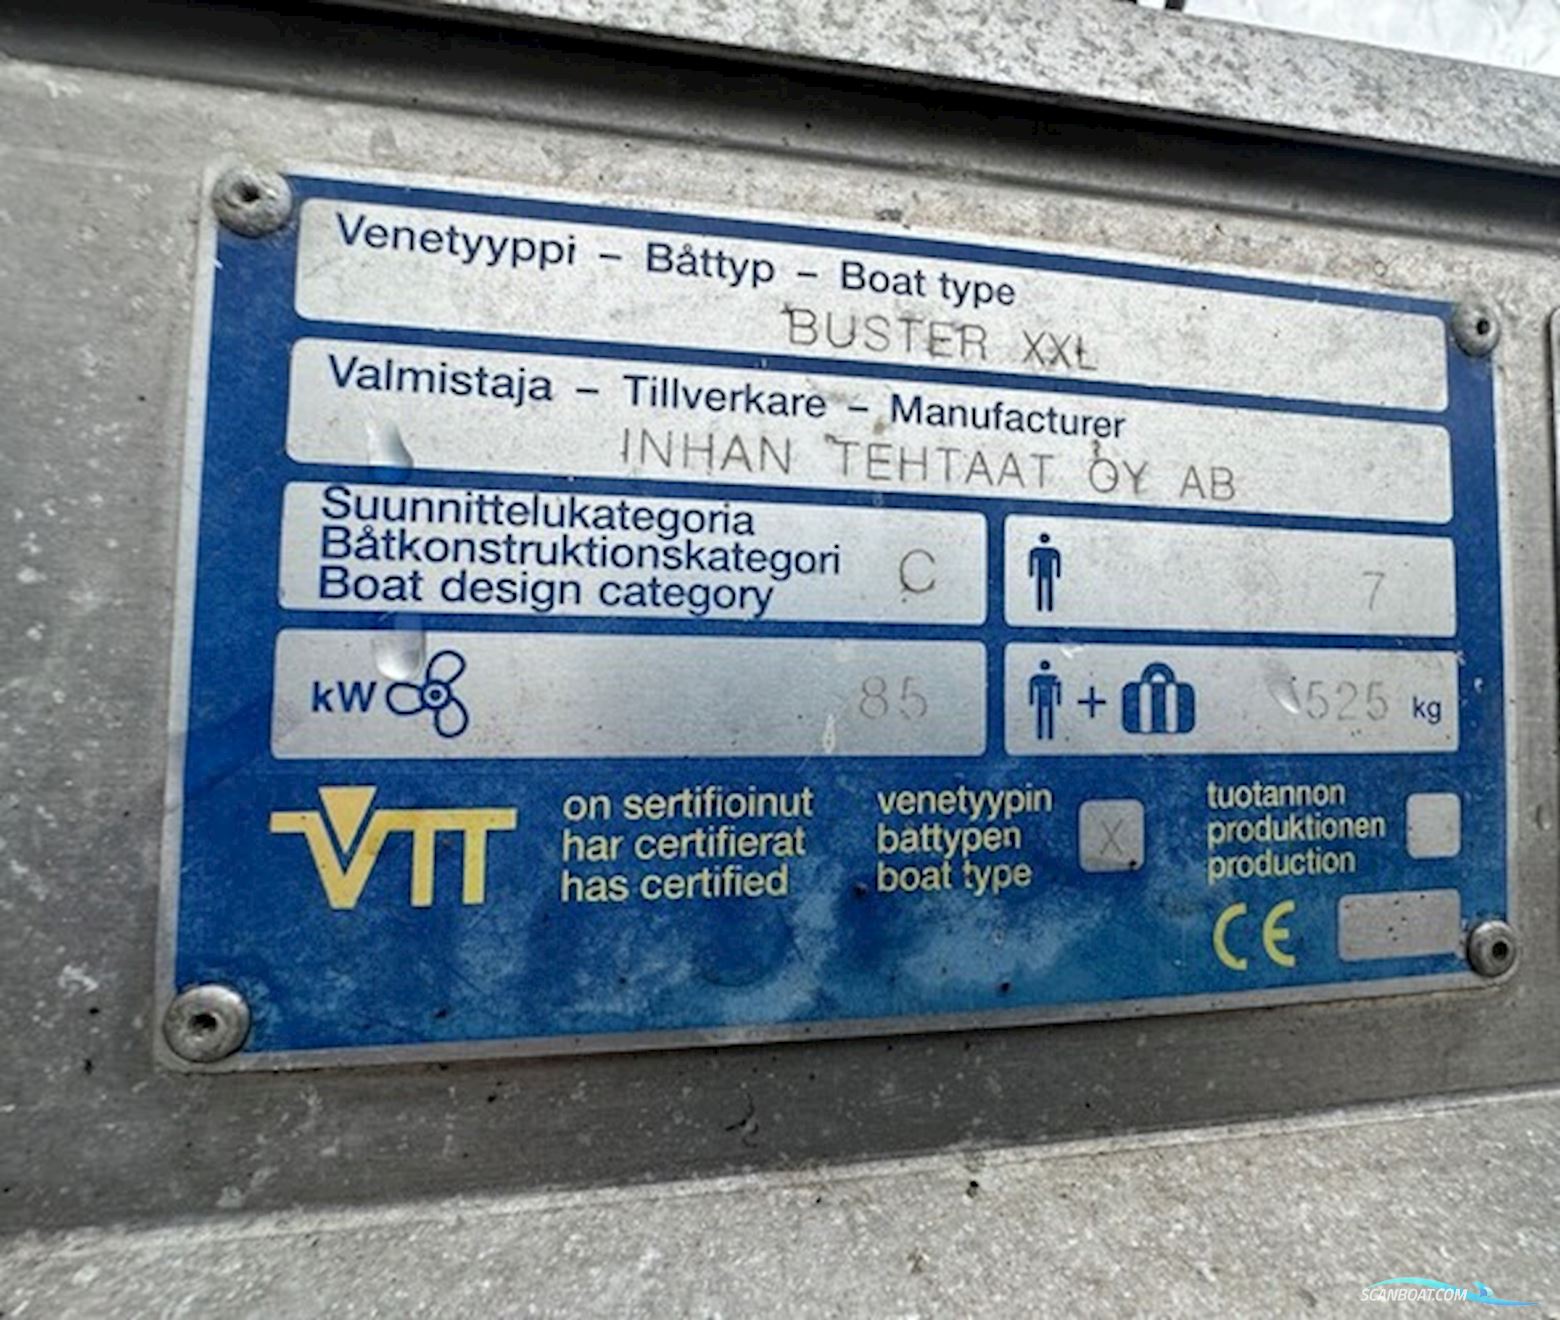 Venetyyppi – Båttyp – Boat type
BUSTER XXL
Valmistaja – Tillverkare – Manufacturer
INHAN TEHTAAT OY AB
Suunnittelukategoria
Båtkonstruktionskategori C
Boat design category
7
kW 85
+ 525 kg
VTT
on sertifioinut
har certifierat
has certified
venetyypin
båttypen X
boat type
tuotannon
produktionen
production
CE
SCANBOAT.COM